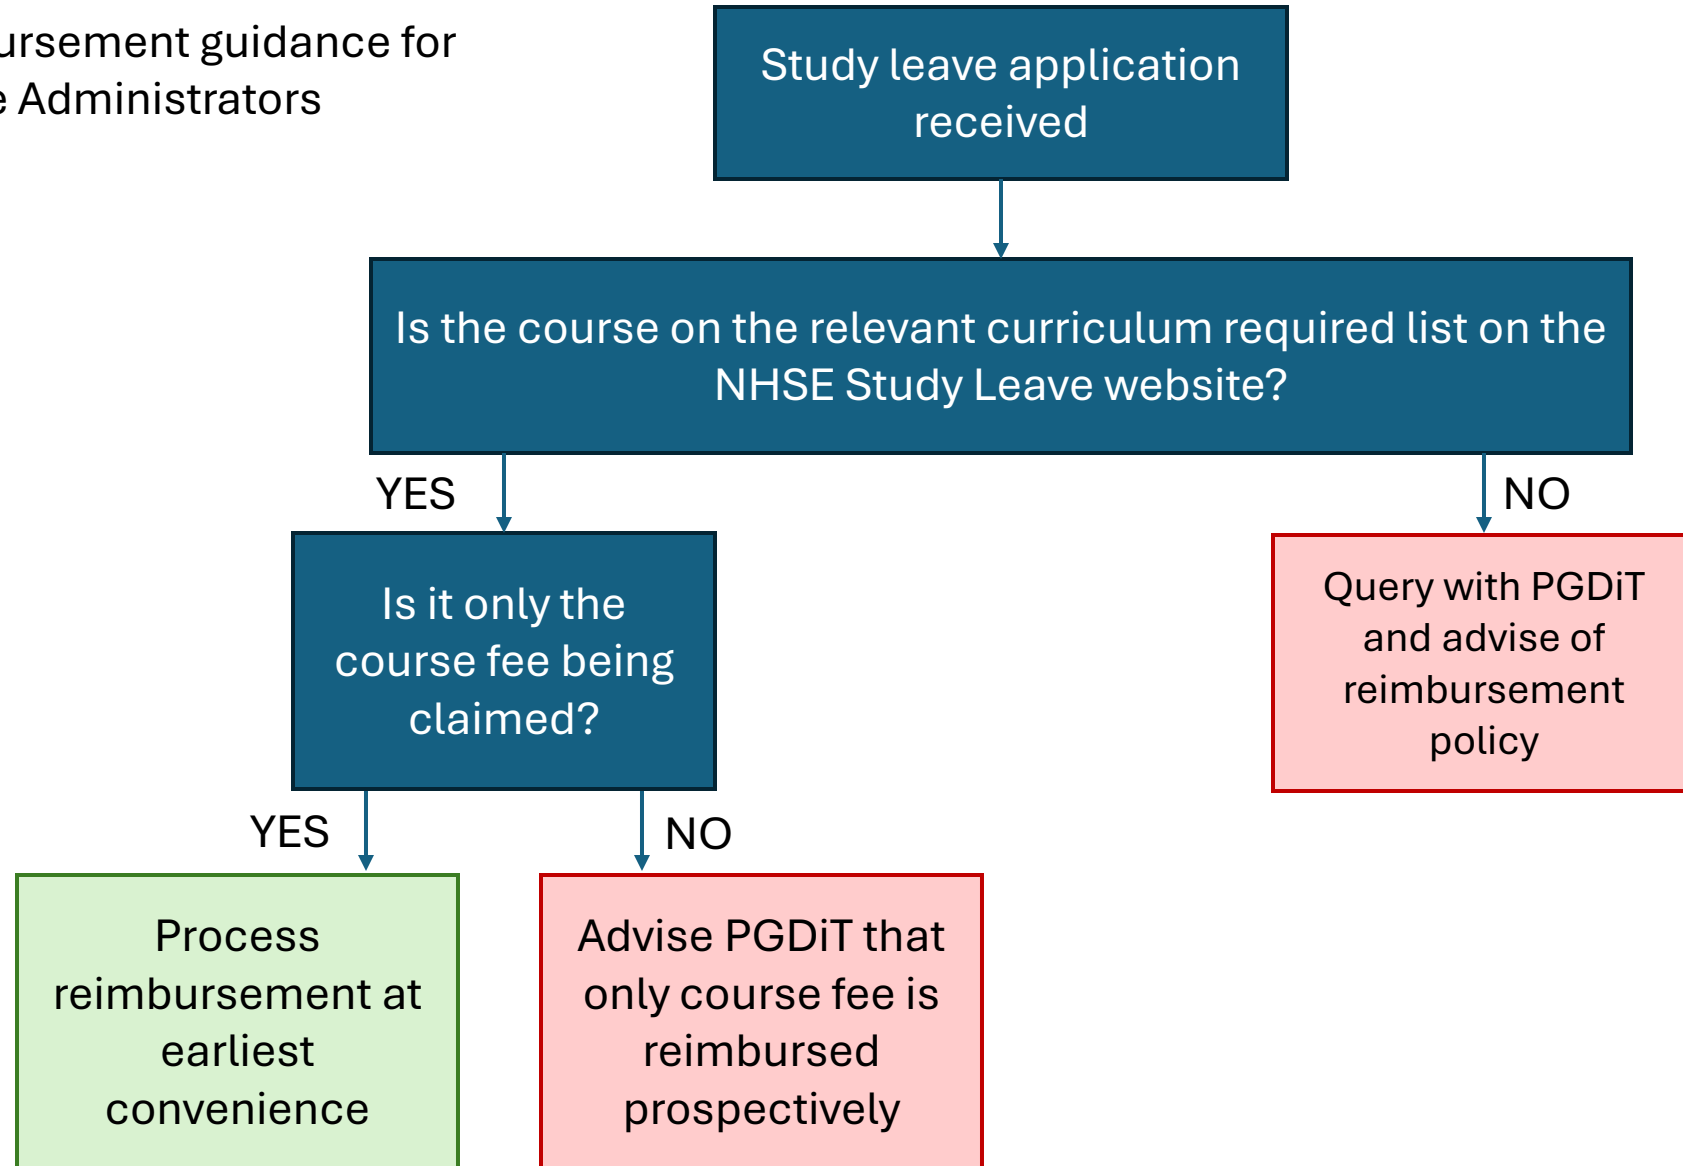 ursement guidance for
Administrators
Study leave application
received
Is the course on the relevant curriculum required list on the
NHSE Study Leave website?
YES
NO
Is it only the
course fee being
claimed?
Query with PGDiT
and advise of
reimbursement
policy
YES
NO
Process
reimbursement at
earliest
convenience
Advise PGDiT that
only course fee is
reimbursed
prospectively